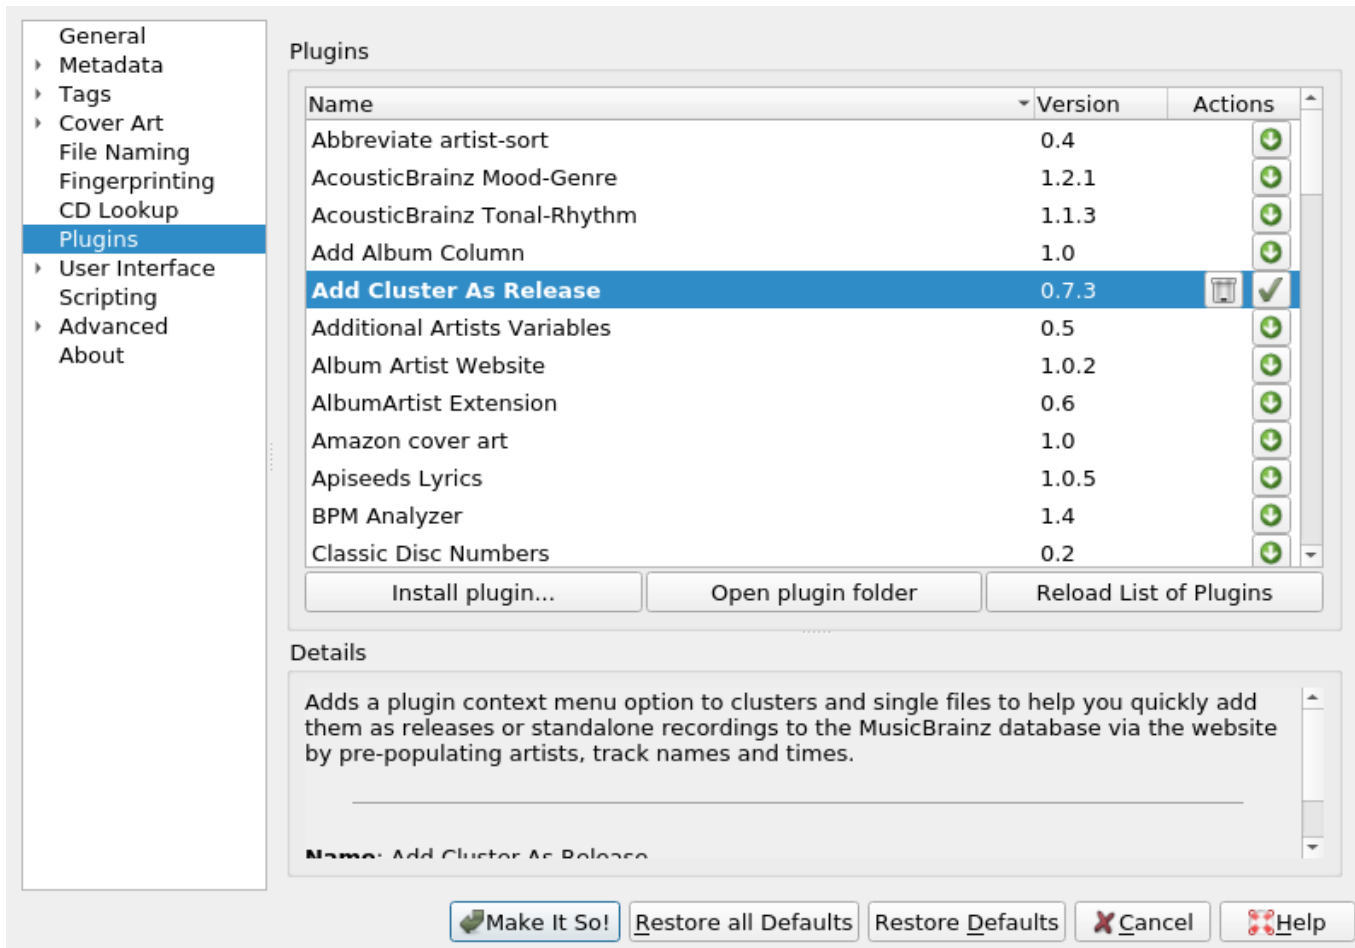 General
Metadata
Tags
Cover Art
File Naming
Fingerprinting
CD Lookup
Plugins
User Interface
Scripting
Advanced
About
Plugins
Name Version Actions
Abbreviate artist-sort 0.4
AcousticBrainz Mood-Genre 1.2.1
AcousticBrainz Tonal-Rhythm 1.1.3
Add Album Column 1.0
Add Cluster As Release 0.7.3
Additional Artists Variables 0.5
Album Artist Website 1.0.2
AlbumArtist Extension 0.6
Amazon cover art 1.0
Apiseeds Lyrics 1.0.5
BPM Analyzer 1.4
Classic Disc Numbers 0.2
Install plugin... Open plugin folder Reload List of Plugins
Details
Adds a plugin context menu option to clusters and single files to help you quickly add
them as releases or standalone recordings to the MusicBrainz database via the website
by pre-populating artists, track names and times.
Name: Add Cluster As Release
Make It So! Restore all Defaults Restore Defaults Cancel Help